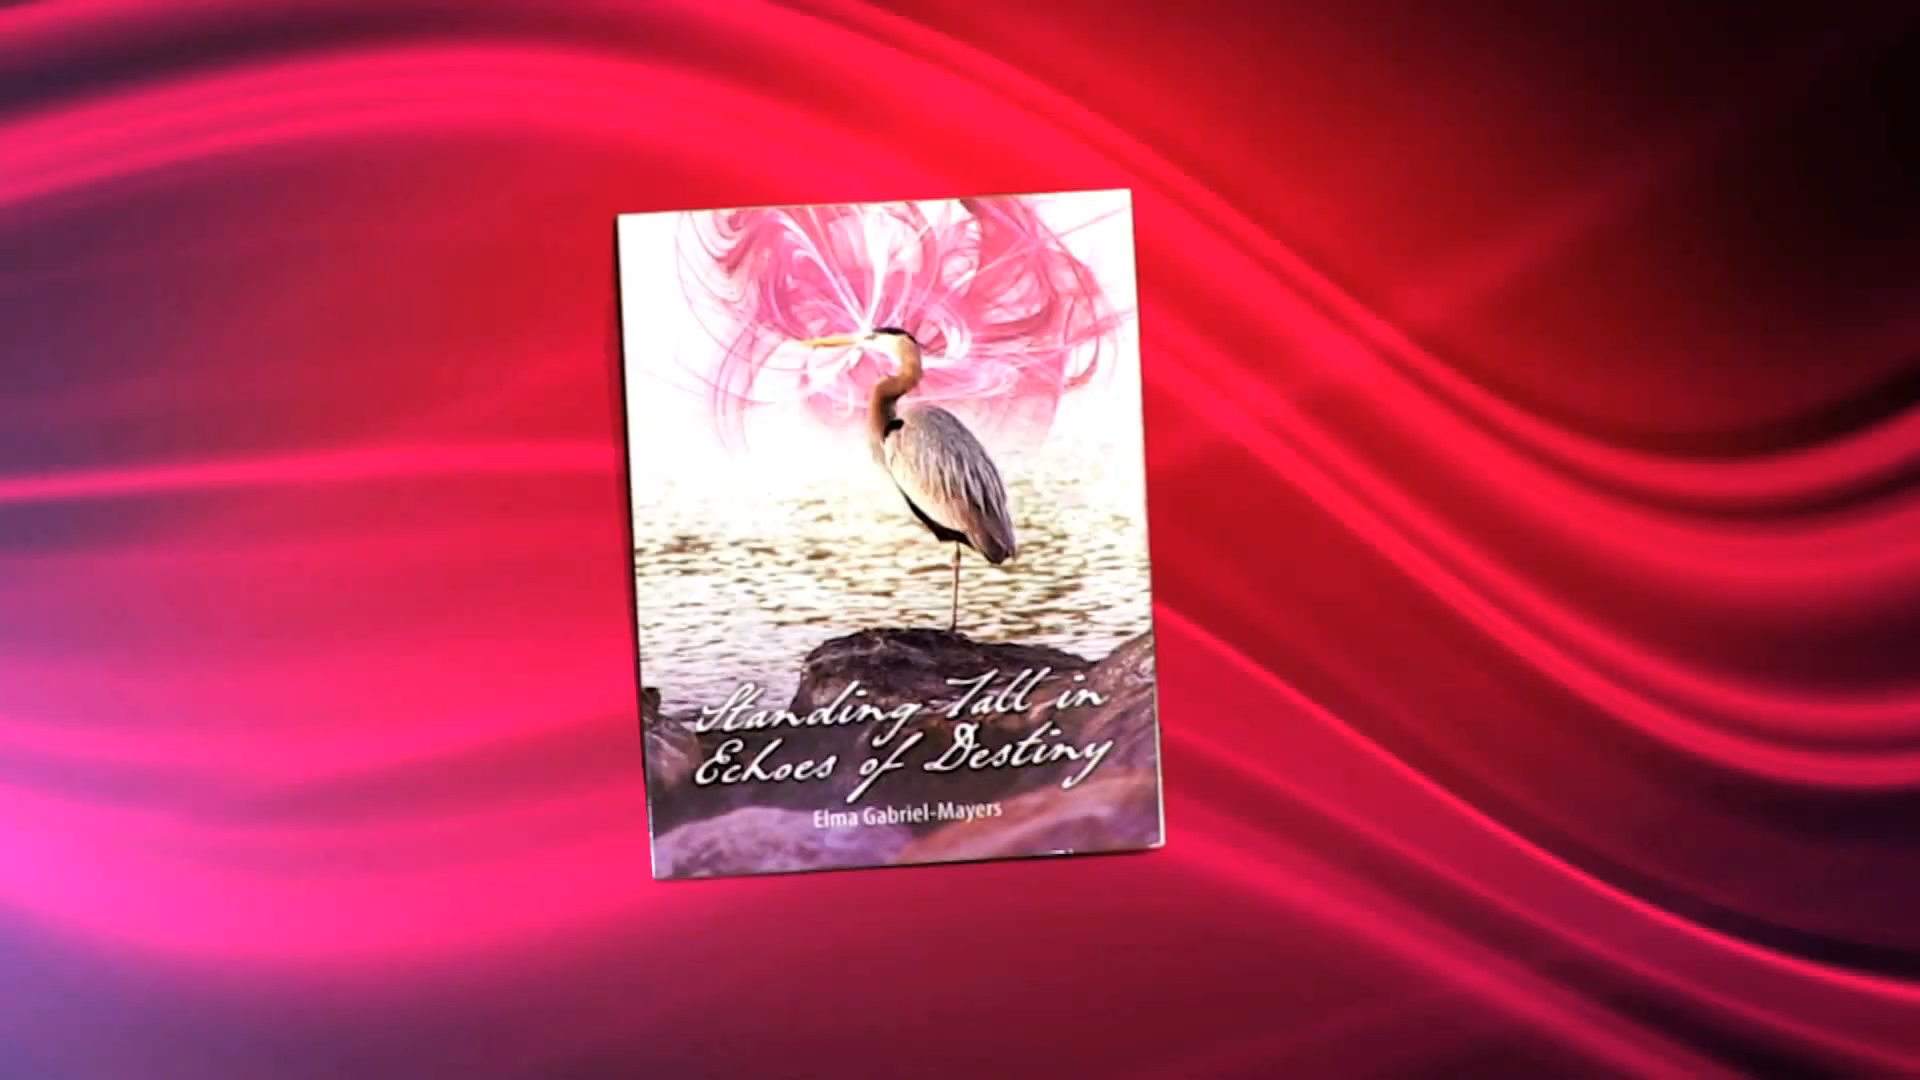 Standing Tall in
Echoes of Destiny
Elma Gabriel-Mayers